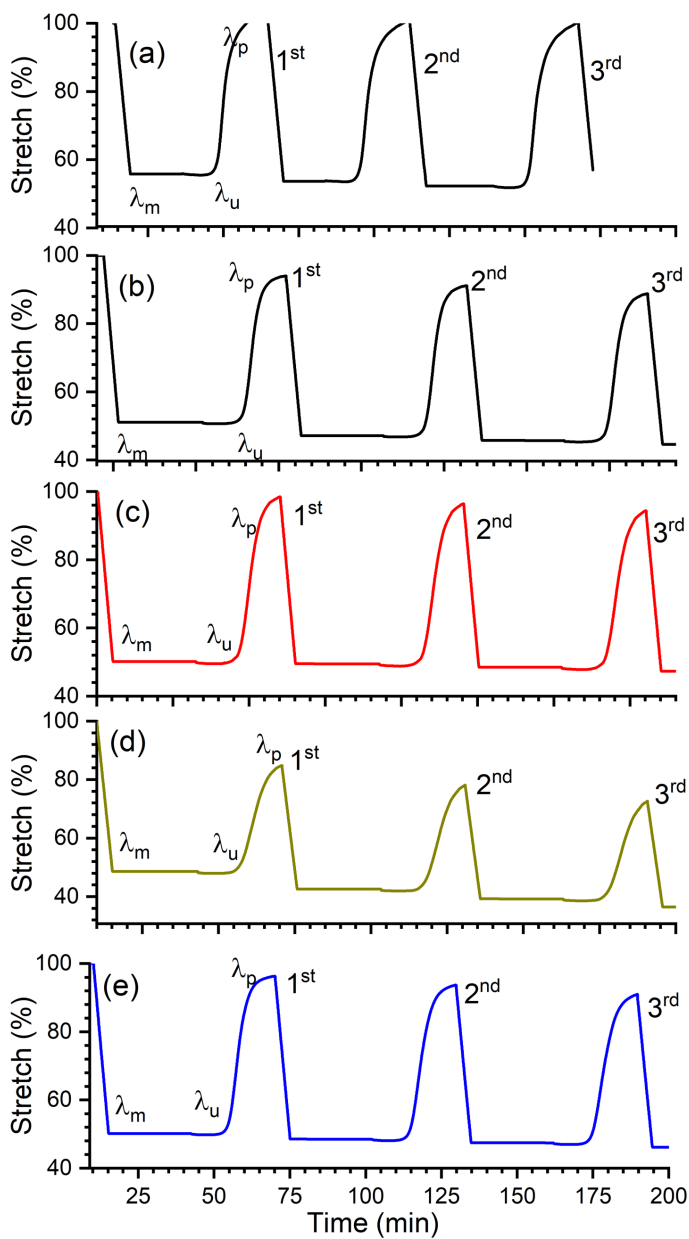 100
80
60
40
Stretch (%)
(a)
λp
1st
2nd
3rd
λm
λu
100
80
60
40
Stretch (%)
(b)
λp
1st
2nd
3rd
λm
λu
100
80
60
40
Stretch (%)
(c)
λp
1st
2nd
3rd
λm
λu
100
80
60
40
Stretch (%)
(d)
λp
1st
2nd
3rd
λm
λu
100
80
60
40
Stretch (%)
(e)
λp
1st
2nd
3rd
λm
λu
25 50 75 100 125 150 175 200
Time (min)